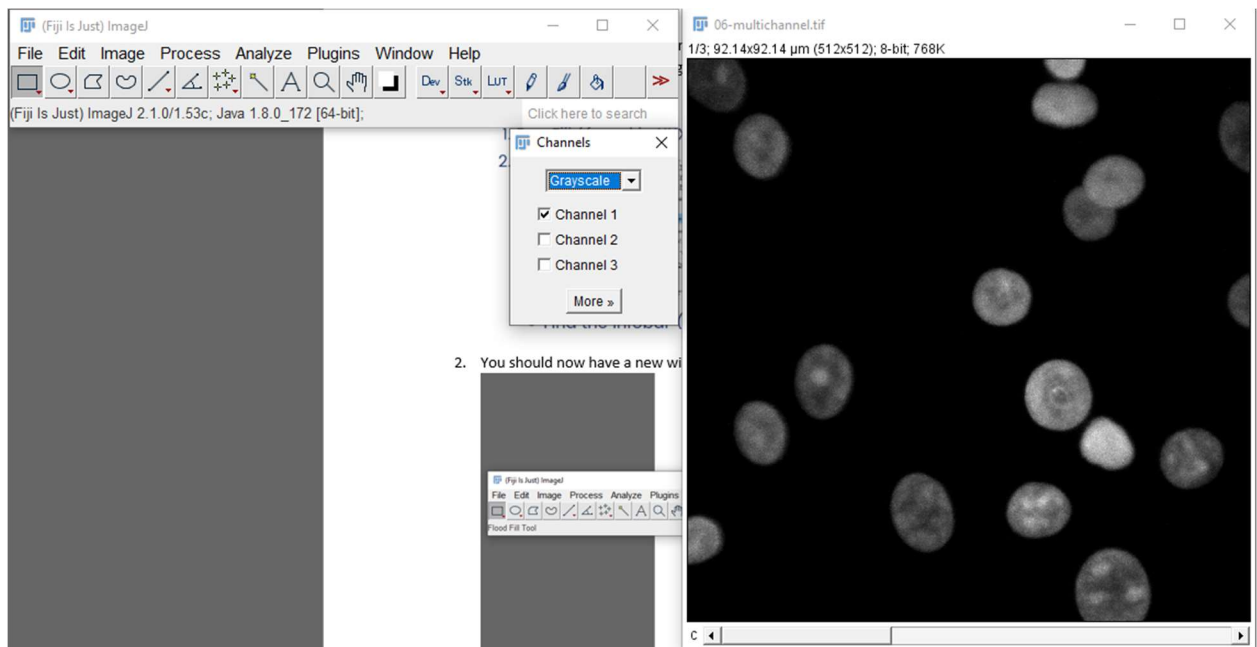 (Fiji Is Just) ImageJ
File Edit Image Process Analyze Plugins Window Help
Dev Stk LUT
(Fiji Is Just) ImageJ 2.1.0/1.53c; Java 1.8.0_172 [64-bit];
Click here to search
1.
2.
Channels
Grayscale
Channel 1
Channel 2
Channel 3
More »
2. You should now have a new wi
(Fiji Is Just) ImageJ
File Edit Image Process Analyze Plugins
Flood Fill Tool
06-multichannel.tif
1/3; 92.14x92.14 µm (512x512); 8-bit; 768K
C